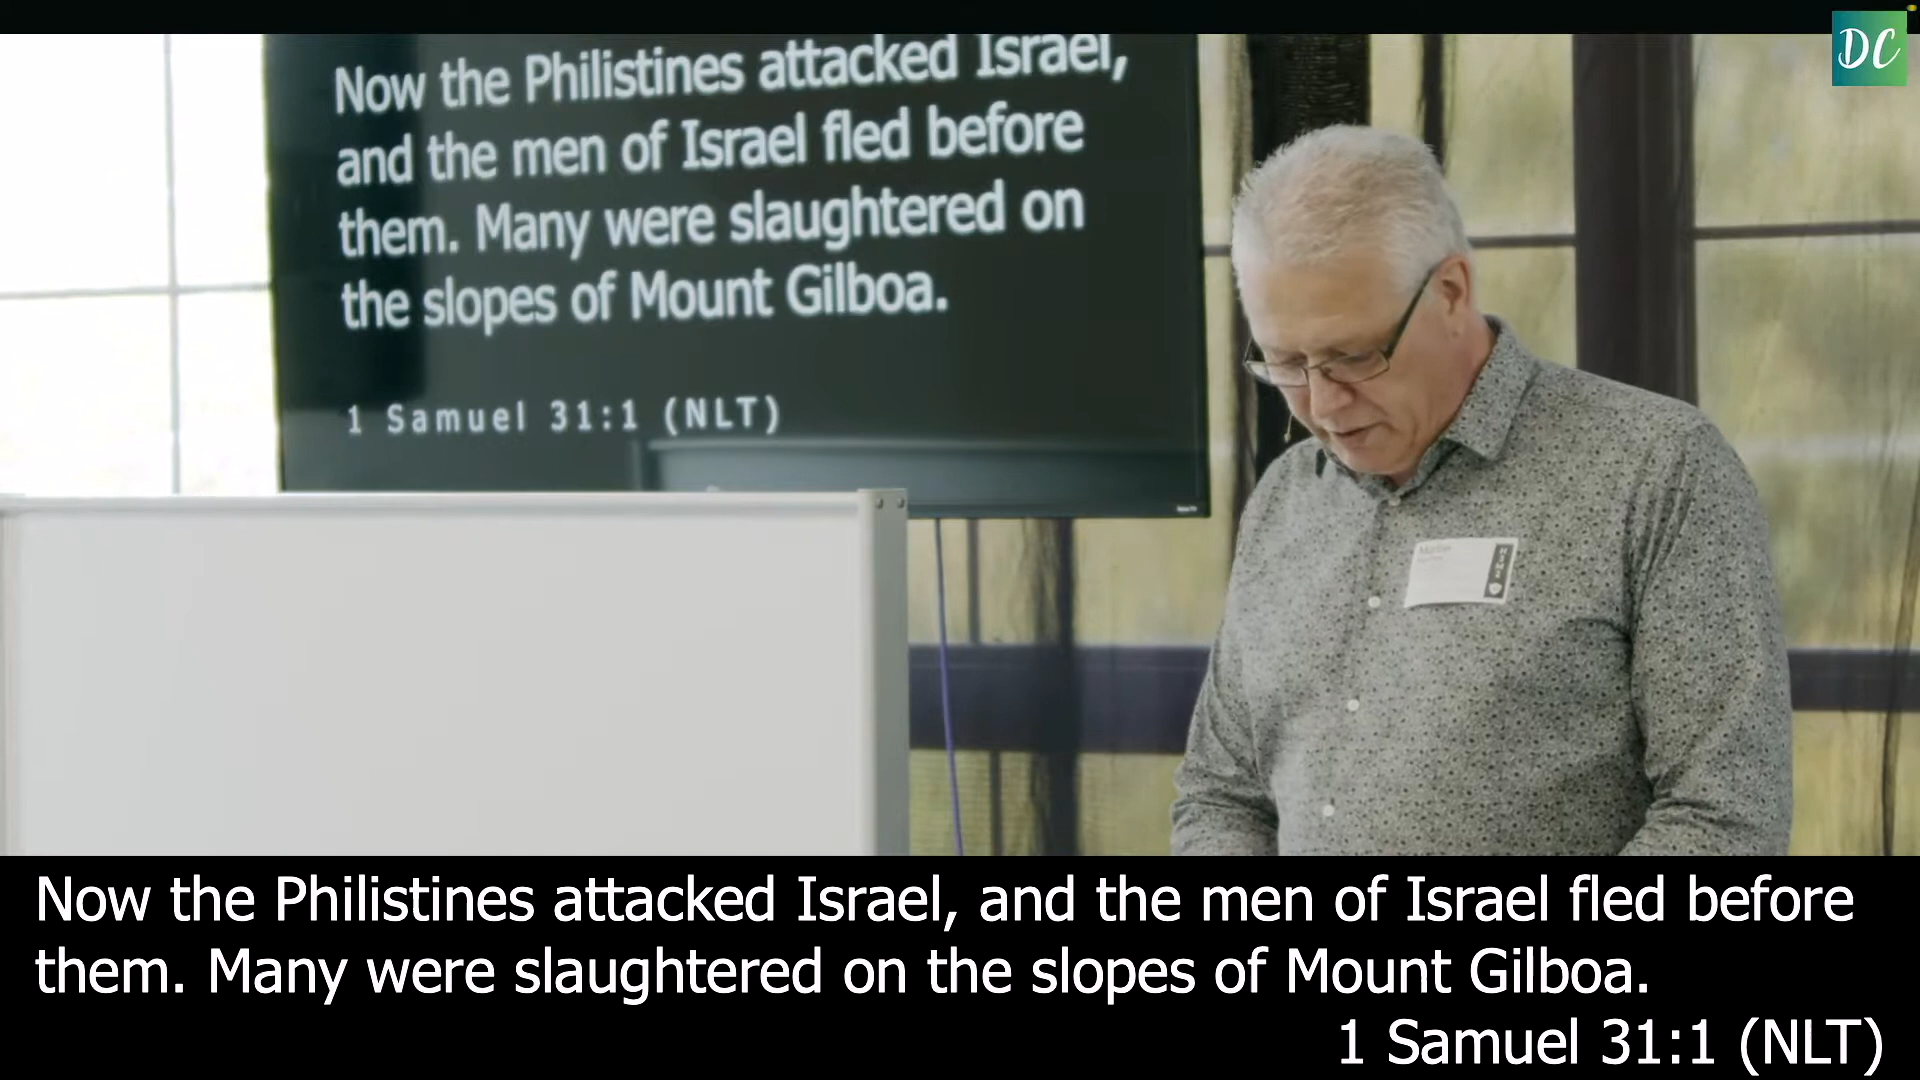 DC
Now the Philistines attacked Israel,
and the men of Israel fled before
them. Many were slaughtered on
the slopes of Mount Gilboa.
1 Samuel 31:1 (NLT)
Now the Philistines attacked Israel, and the men of Israel fled before
them. Many were slaughtered on the slopes of Mount Gilboa.
1 Samuel 31:1 (NLT)